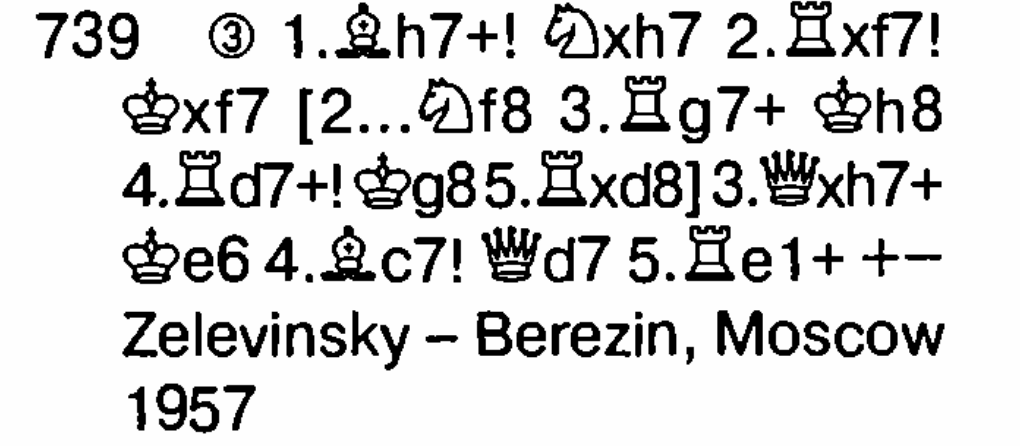 739 ③ 1.♗h7+! ♘xh7 2.♖xf7!
♔xf7 [2...♘f8 3.♖g7+ ♔h8
4.♖d7+! ♔g8 5.♖xd8] 3.♕xh7+
♔e6 4.♗c7! ♕d7 5.♖e1+ +–
Zelevinsky – Berezin, Moscow
1957